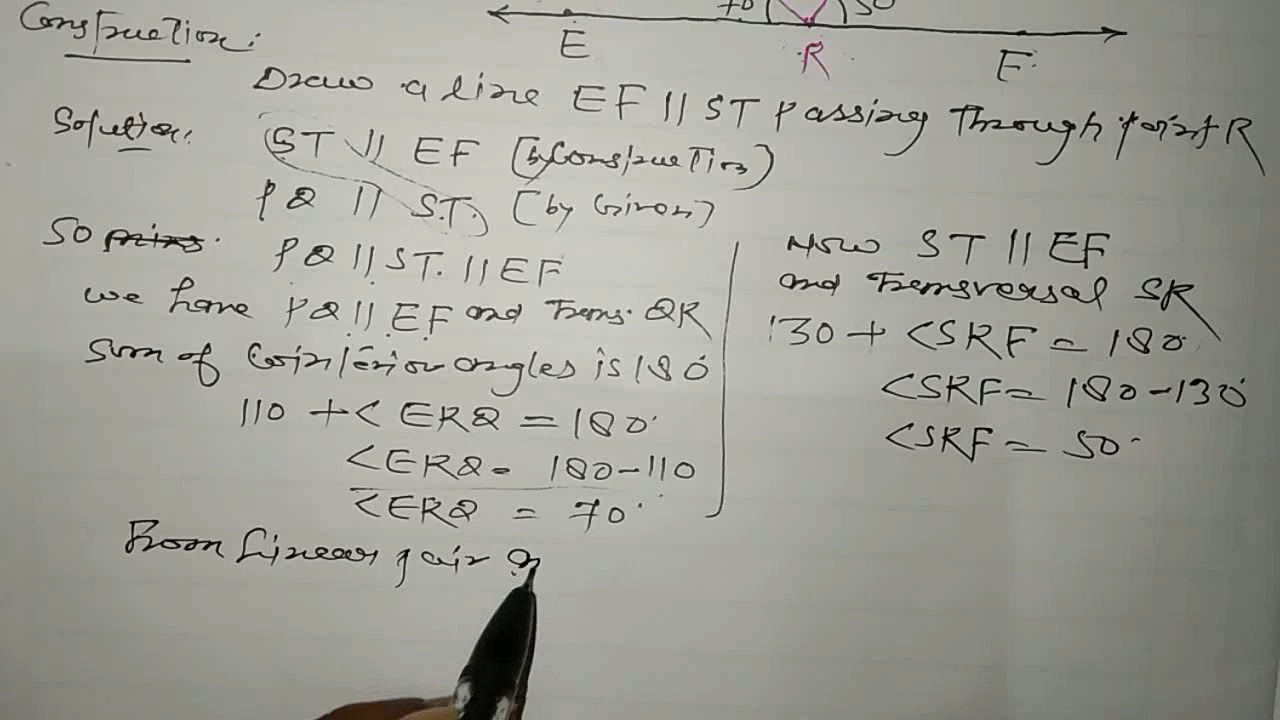 Construction:
70 50
E R F
Draw a line EF || ST Passing Through point R
Solution: ST || EF [by Construction]
PQ || S.T. [by Given]
So PQ || ST. || EF
we have PQ || EF and Trans. QR
sum of Cointerior angles is 180
110 + < ERQ = 180°
<ERQ = 180-110
<ERQ = 70°
From Linear pair
Now ST || EF
and Transversal SR
130 + <SRF = 180
<SRF = 180-130
<SRF = 50°